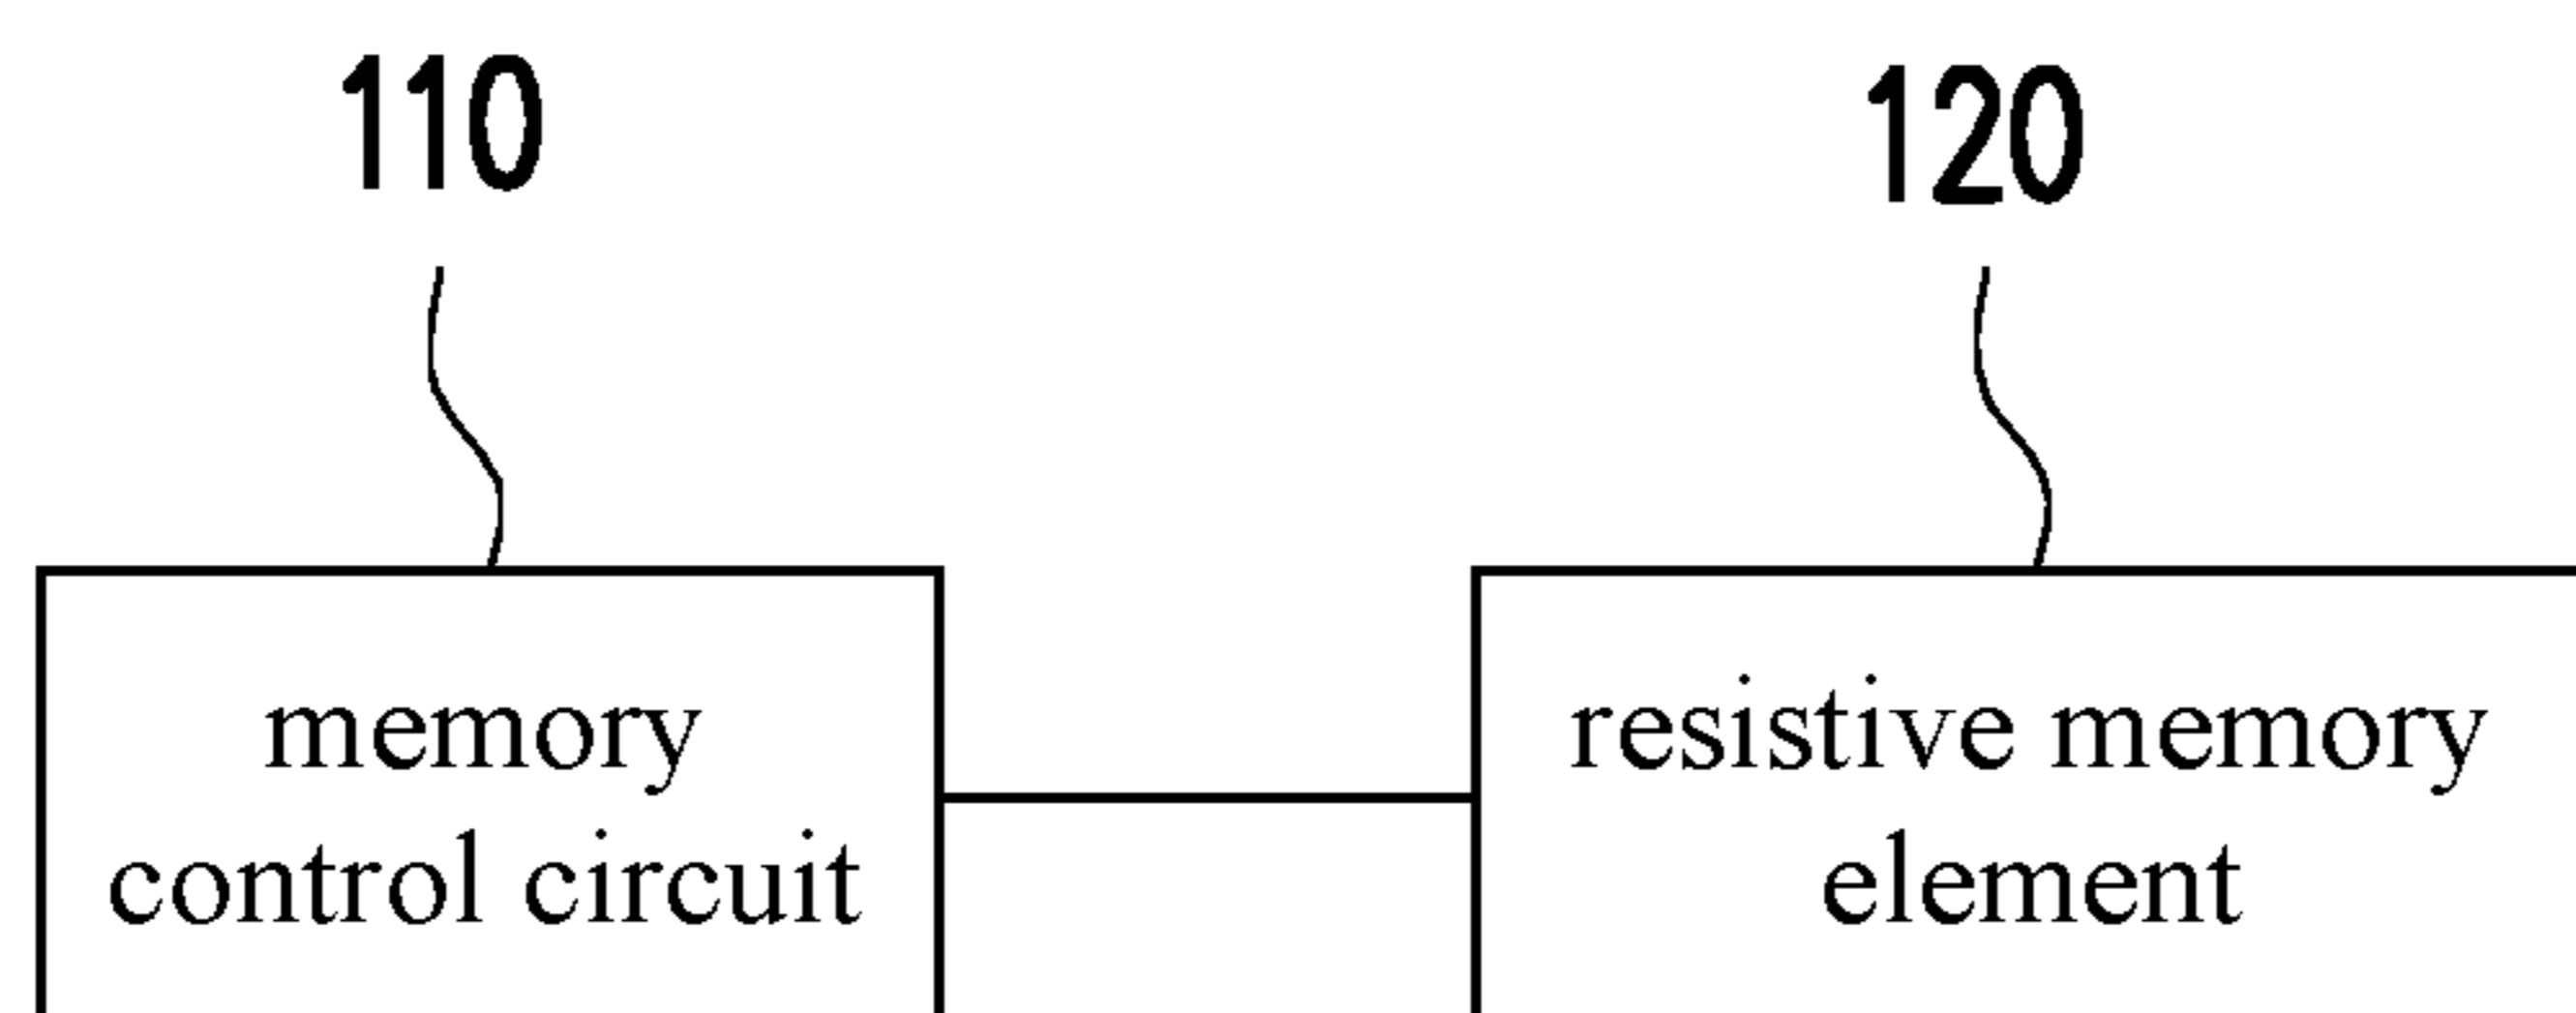 110
120
memory
control circuit
resistive memory
element